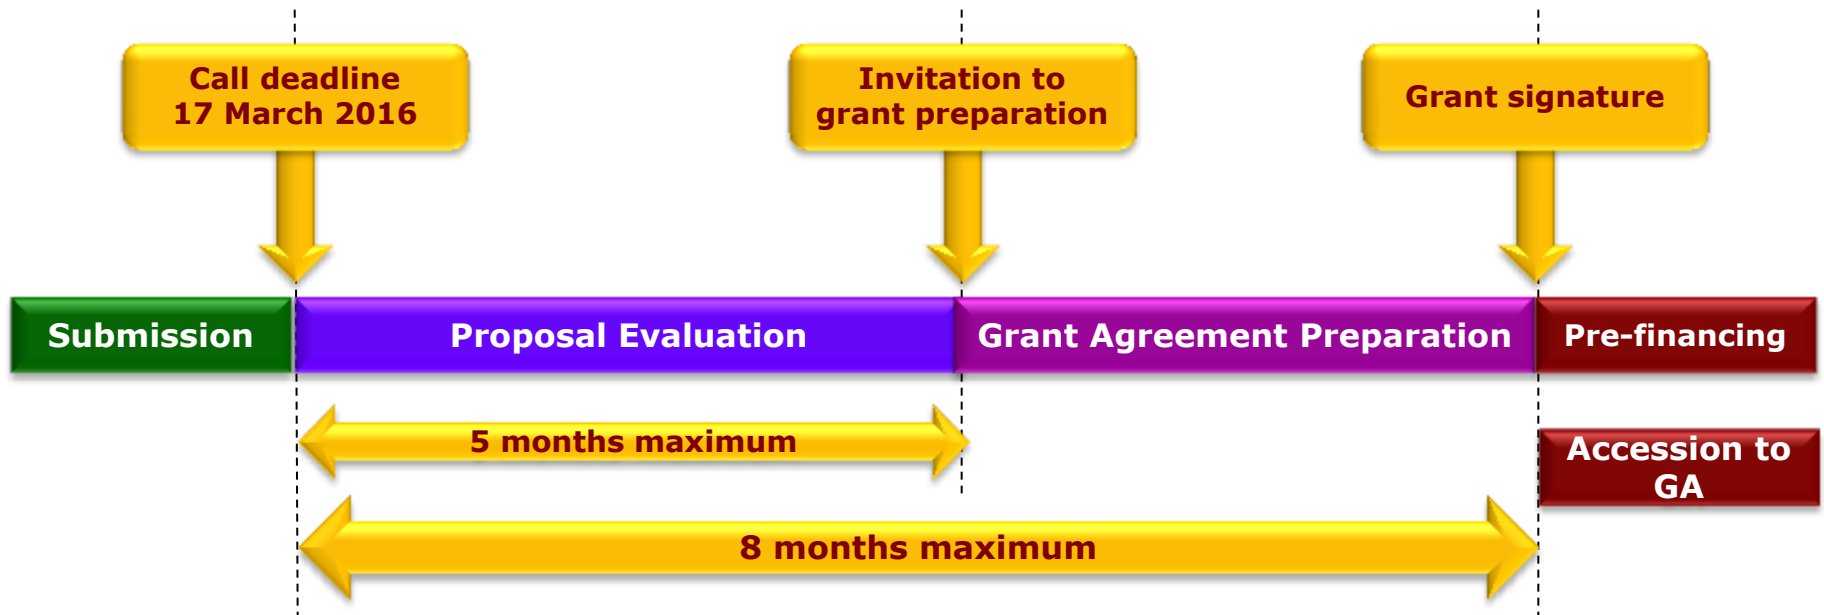 Call deadline
17 March 2016
Invitation to
grant preparation
Grant signature
Submission
Proposal Evaluation
Grant Agreement Preparation
Pre-financing
5 months maximum
Accession to
GA
8 months maximum